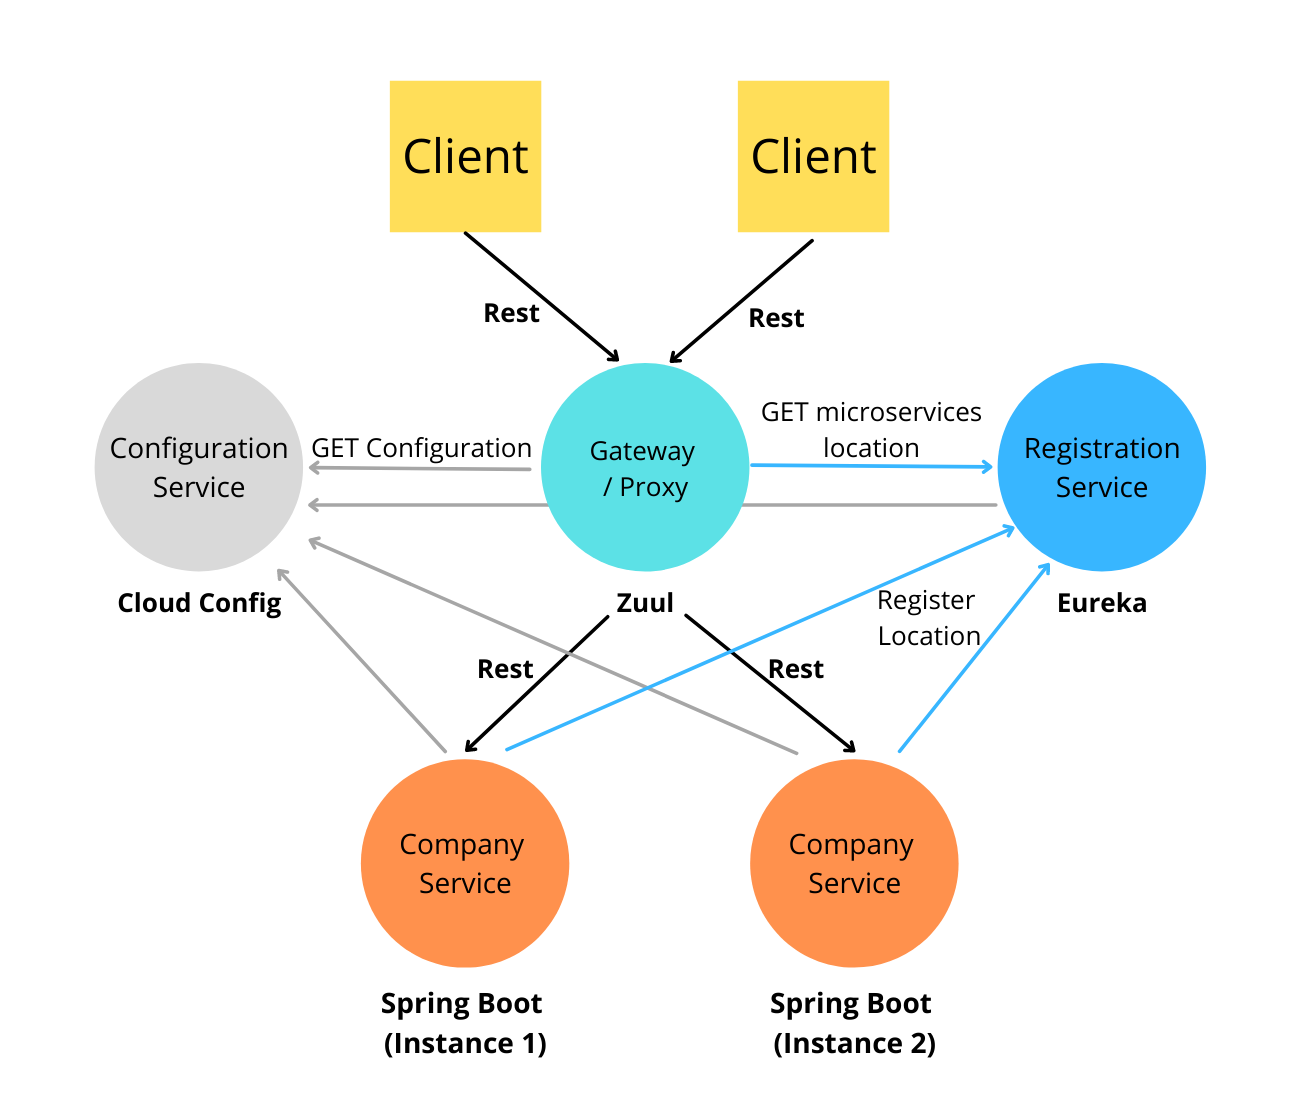 Client
Client
Rest
Rest
GET microservices
location
Configuration
Service
GET Configuration
Gateway
/ Proxy
Registration
Service
Cloud Config
Zuul
Eureka
Register
Location
Rest
Rest
Company
Service
Company
Service
Spring Boot
(Instance 1)
Spring Boot
(Instance 2)